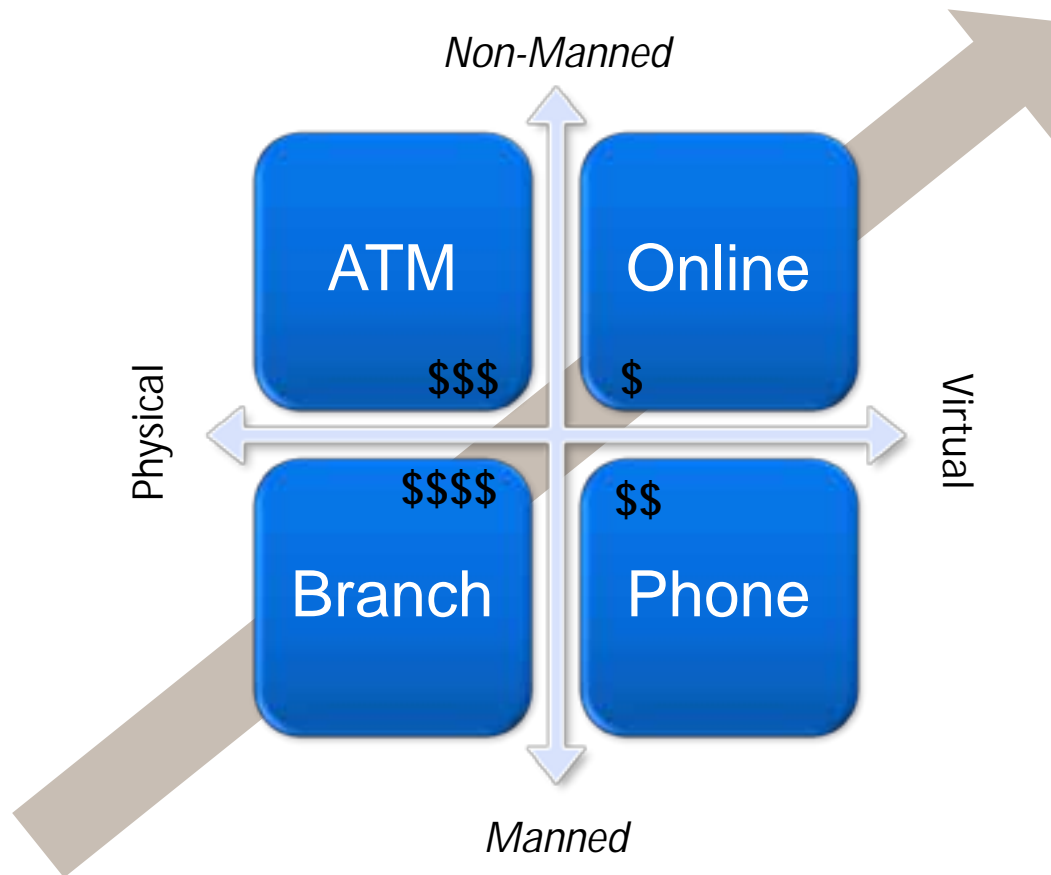 Non-Manned
ATM
Online
$$$
$
Physical
Virtual
$$$$
$$
Branch
Phone
Manned